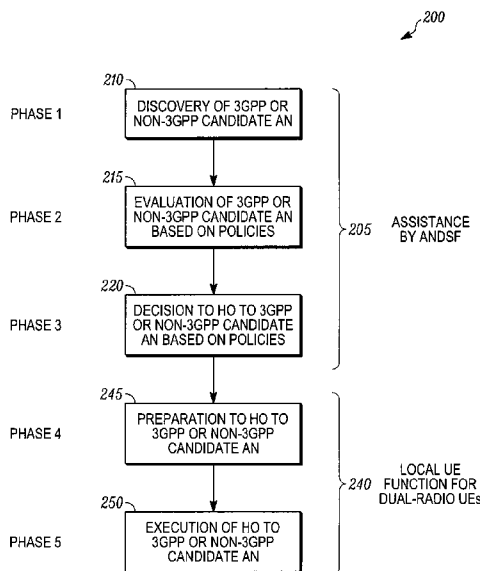 200
210
PHASE 1
DISCOVERY OF 3GPP OR
NON-3GPP CANDIDATE AN
215
PHASE 2
EVALUATION OF 3GPP OR
NON-3GPP CANDIDATE AN
BASED ON POLICIES
205
ASSISTANCE
BY ANDSF
220
PHASE 3
DECISION TO HO TO 3GPP
OR NON-3GPP CANDIDATE
AN BASED ON POLICIES
245
PHASE 4
PREPARATION TO HO TO
3GPP OR NON-3GPP
CANDIDATE AN
240
LOCAL UE
FUNCTION FOR
DUAL-RADIO UEs
250
PHASE 5
EXECUTION OF HO TO
3GPP OR NON-3GPP
CANDIDATE AN